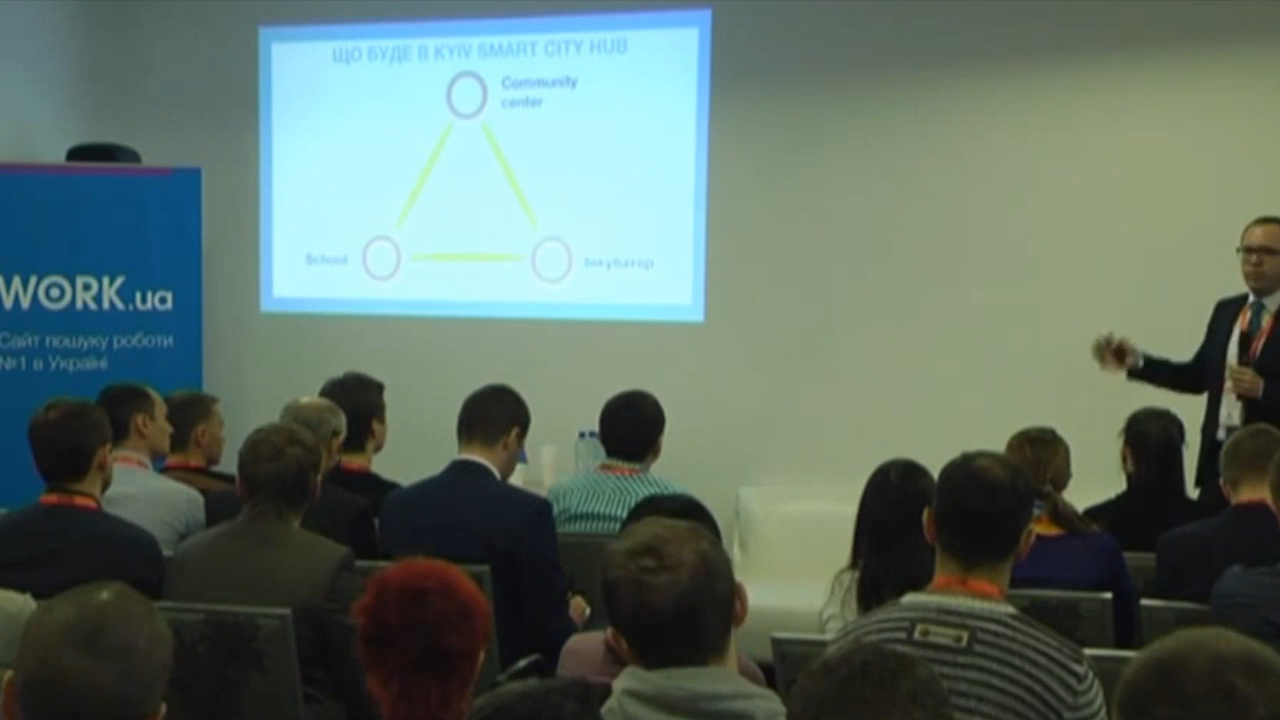 ЩО БУДЕ В KYIV SMART CITY HUB
Community
center
School
Інкубатор
WORK.ua
Сайт пошуку роботи
№1 в Україні